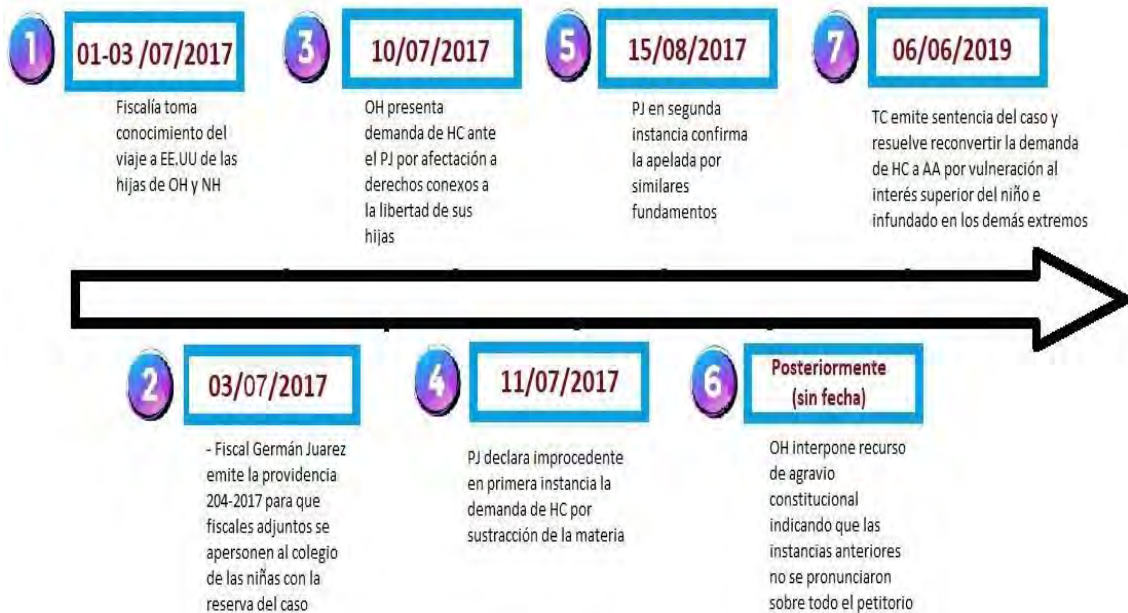 1
01-03 /07/2017
Fiscalía toma
conocimiento del
viaje a EE.UU de las
hijas de OH y NH
2
03/07/2017
- Fiscal Germán Juarez
emite la providencia
204-2017 para que
fiscales adjuntos se
apersonen al colegio
de las niñas con la
reserva del caso
3
10/07/2017
OH presenta
demanda de HC ante
el PJ por afectación a
derechos conexos a
la libertad de sus
hijas
4
11/07/2017
PJ declara improcedente
en primera instancia la
demanda de HC por
sustracción de la materia
5
15/08/2017
PJ en segunda
instancia confirma
la apelada por
similares
fundamentos
6
Posteriormente
(sin fecha)
OH interpone recurso
de agravio
constitucional
indicando que las
instancias anteriores
no se pronunciaron
sobre todo el petitorio
7
06/06/2019
TC emite sentencia del caso y
resuelve reconvertir la demanda
de HC a AA por vulneración al
interés superior del niño e
infundado en los demás extremos